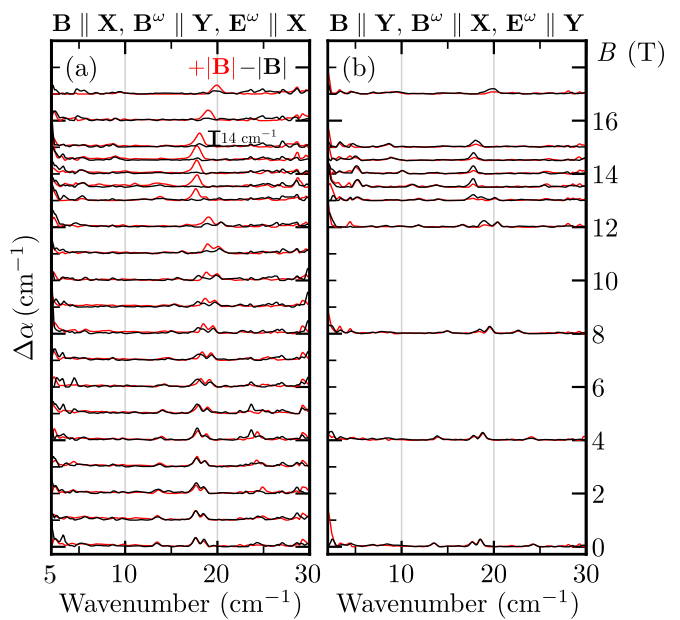 B ∥ X, B^ω ∥ Y, E^ω ∥ X
B ∥ Y, B^ω ∥ X, E^ω ∥ Y
B (T)
(a)
+|B| −|B|
(b)
14 cm⁻¹
16
14
12
10
8
6
4
2
0
Δα (cm⁻¹)
5 10 20 30
10 20 30
Wavenumber (cm⁻¹)
Wavenumber (cm⁻¹)